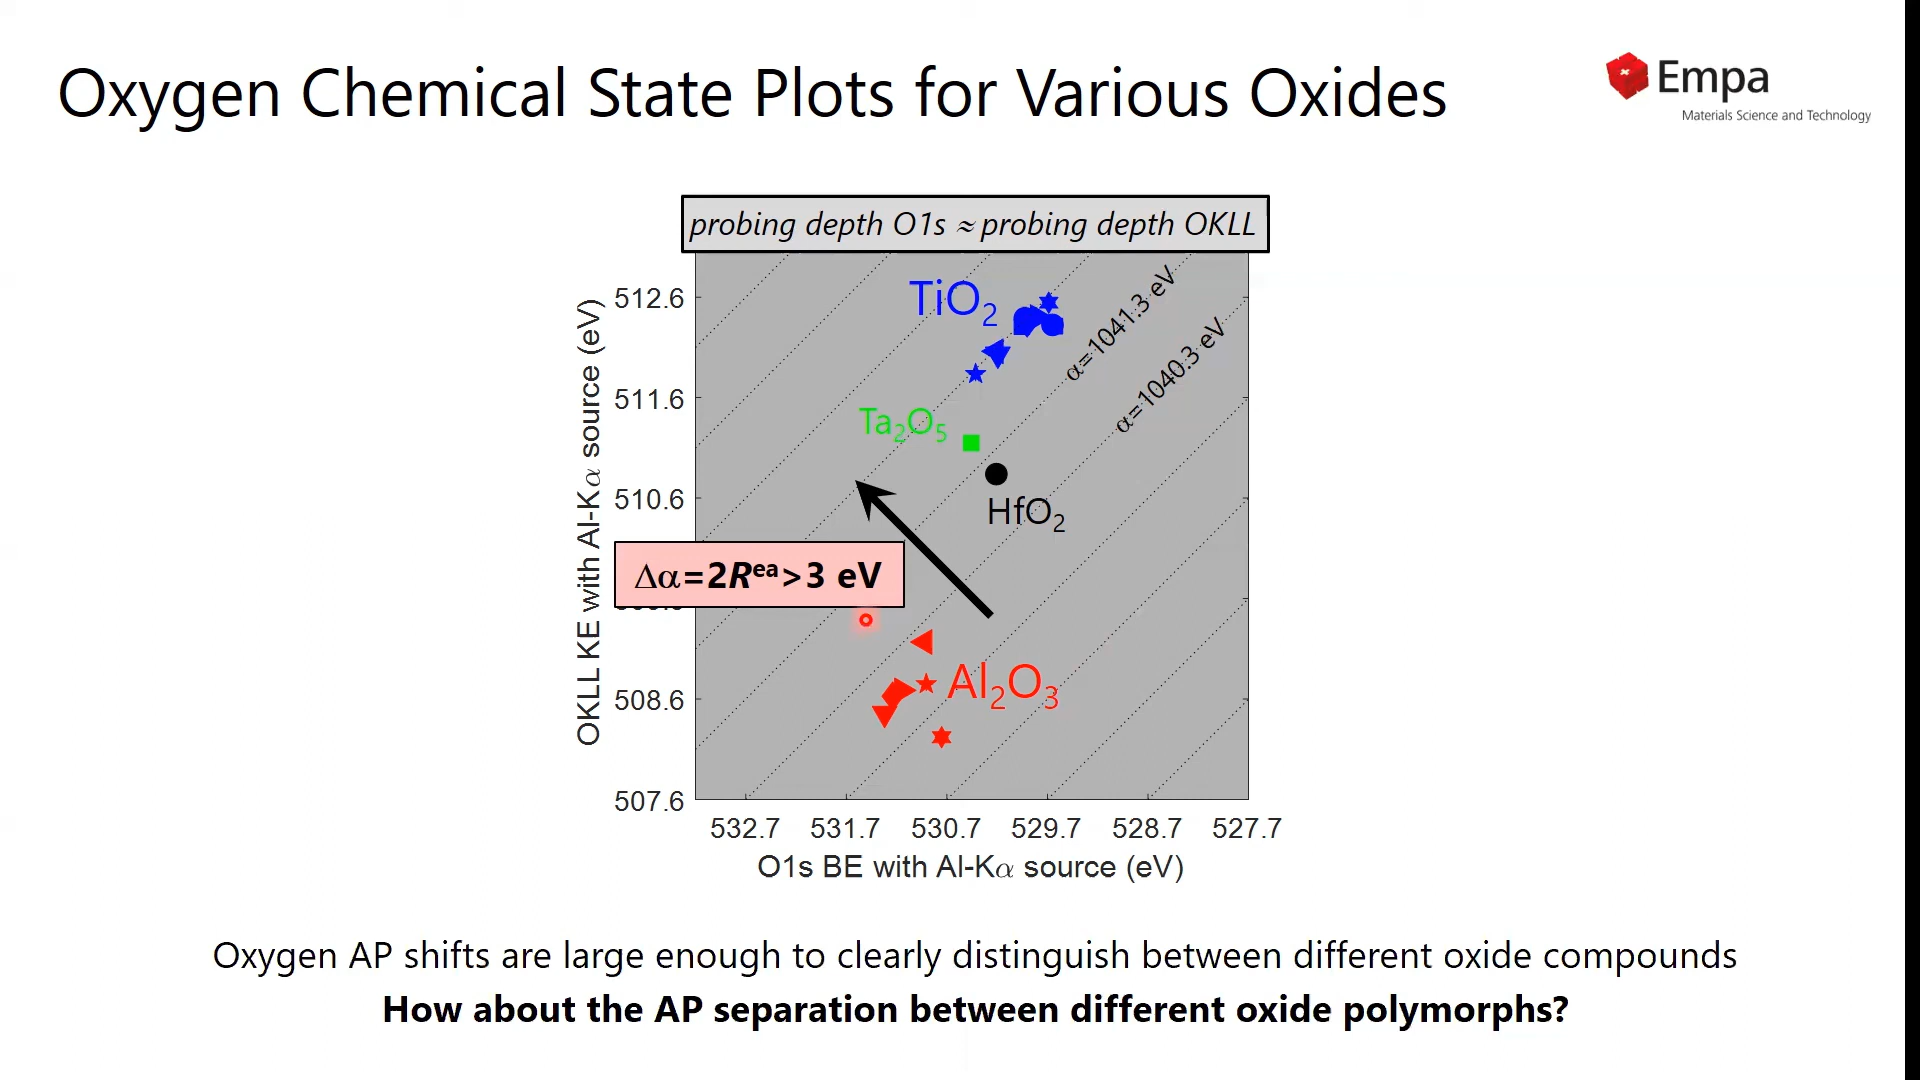 Oxygen Chemical State Plots for Various Oxides
Empa
Materials Science and Technology
probing depth O1s ≈ probing depth OKLL
OKLL KE with Al-Kα source (eV)
512.6
511.6
510.6
508.6
507.6
TiO₂
α=1041.3 eV
α=1040.3 eV
Ta₂O₅
HfO₂
Δα=2Rᵉᵃ>3 eV
Al₂O₃
532.7 531.7 530.7 529.7 528.7 527.7
O1s BE with Al-Kα source (eV)
Oxygen AP shifts are large enough to clearly distinguish between different oxide compounds
How about the AP separation between different oxide polymorphs?